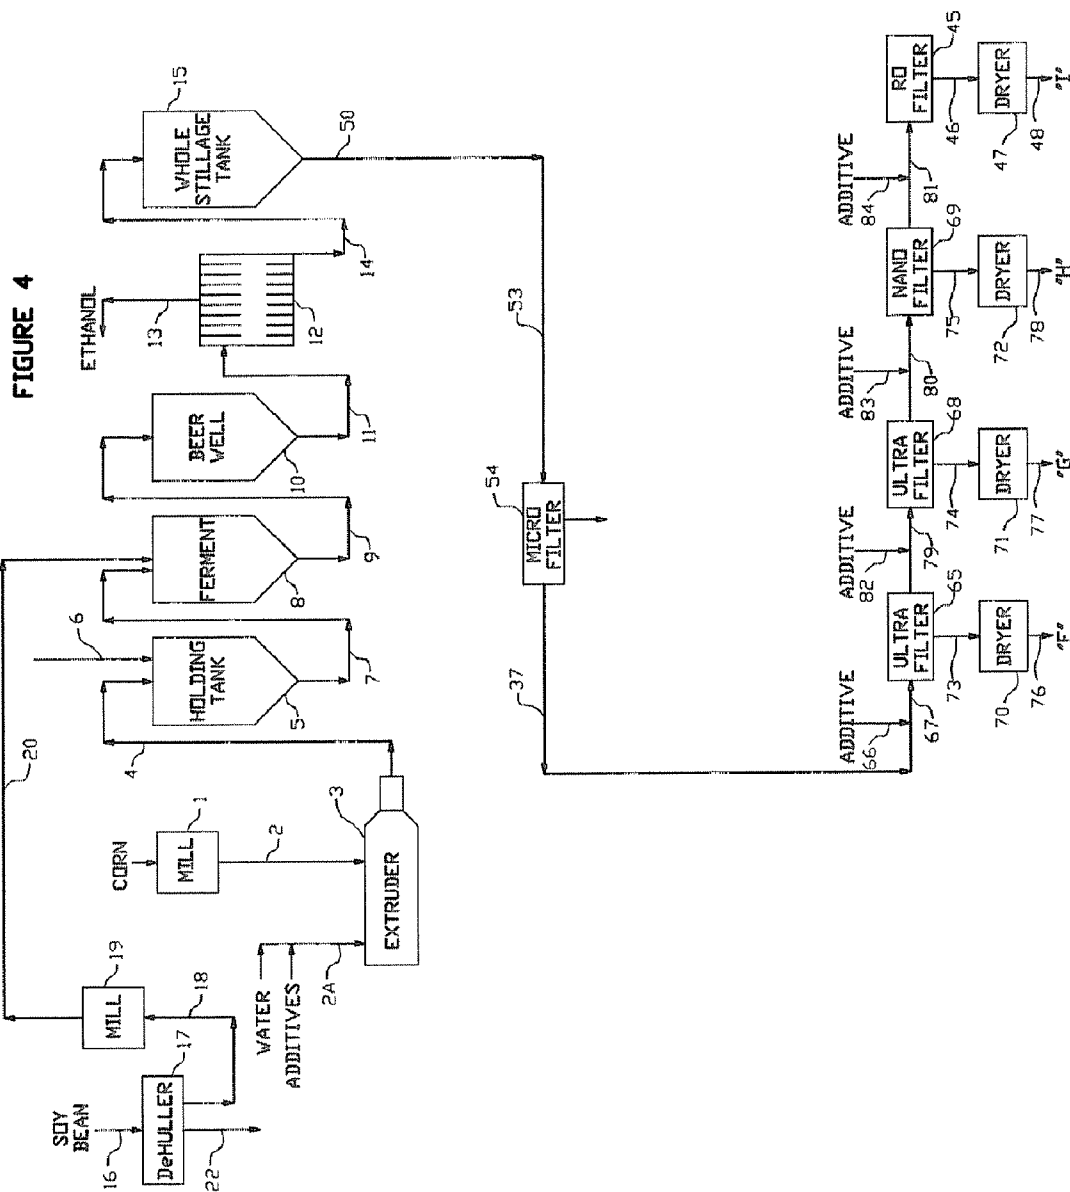 FIGURE 4
SOY
BEAN
16
DeHULLER
17
22
18
MILL
19
20
WATER
ADDITIVES
2A
CORN
MILL
1
2
EXTRUDER
3
4
HOLDING
TANK
5
6
7
FERMENT
8
9
BEER
WELL
10
11
ETHANOL
13
12
14
WHOLE
STILLAGE
TANK
15
50
53
MICRO
FILTER
54
37
ADDITIVE
66
67
ULTRA
FILTER
65
73
DRYER
70
76
"F"
ADDITIVE
82
79
ULTRA
FILTER
68
74
DRYER
71
77
"G"
ADDITIVE
83
80
NANO
FILTER
69
75
DRYER
72
78
"H"
ADDITIVE
84
81
RO
FILTER
45
46
DRYER
47
48
"I"